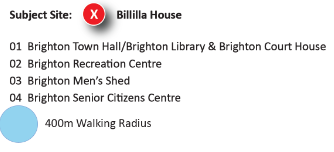 Subject Site: X Billilla House
01 Brighton Town Hall/Brighton Library & Brighton Court House
02 Brighton Recreation Centre
03 Brighton Men's Shed
04 Brighton Senior Citizens Centre
400m Walking Radius